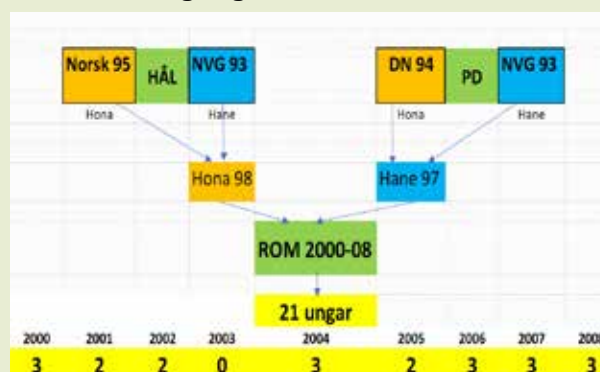 Norsk 95 HÅL NVG 93 DN 94 PD NVG 93
Hona Hane Hona Hane
Hona 98 Hane 97
ROM 2000-08
21 ungar
2000 2001 2002 2003 2004 2005 2006 2007 2008
3 2 2 0 3 2 3 3 3